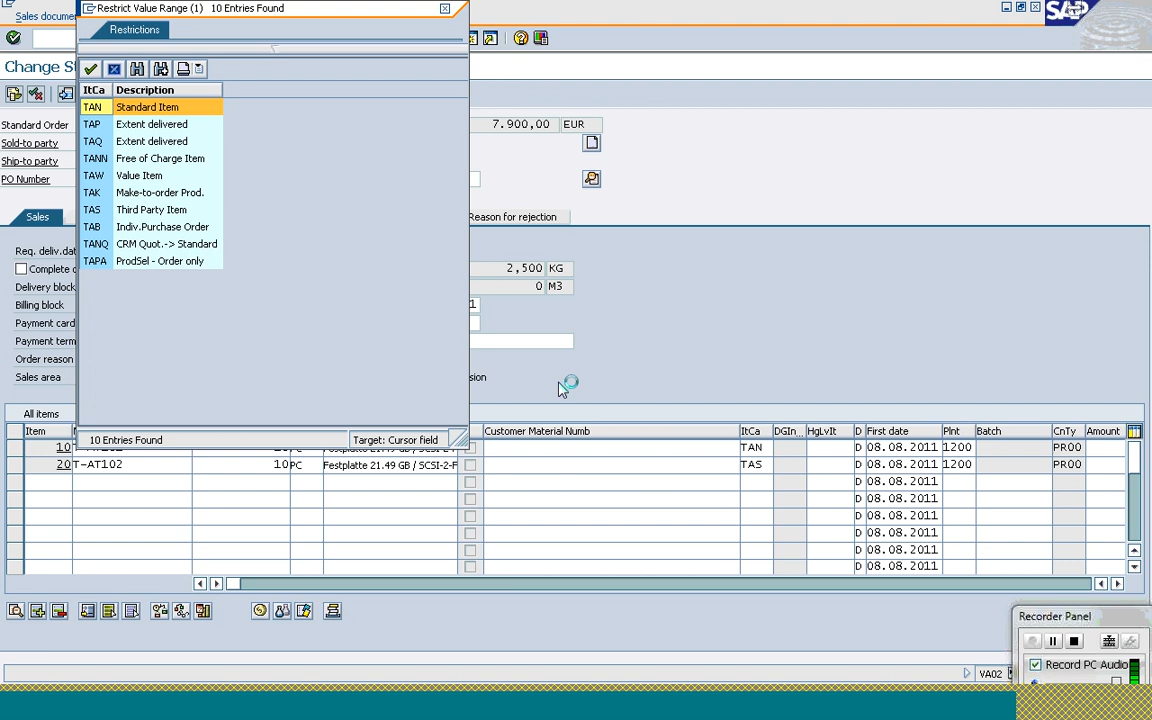 Restrict Value Range (1) 10 Entries Found
Sales docume
SAP
Restrictions
Change S
ItCa Description
TAN Standard Item
TAP Extent delivered
TAQ Extent delivered
TANN Free of Charge Item
TAW Value Item
TAK Make-to-order Prod.
TAS Third Party Item
TAB Indiv.Purchase Order
TANQ CRM Quot.-> Standard
TAPA ProdSel - Order only
10 Entries Found Target: Cursor field
Standard Order 7.900,00 EUR
Sold-to party
Ship-to party
PO Number
Sales Reason for rejection
Req. deliv.dat
Complete d 2,500 KG
Delivery block 0 M3
Billing block 1
Payment card
Payment term
Order reason
Sales area sion
All items
Item Customer Material Numb ItCa DGIn... HgLvIt D First date Plnt Batch CnTy Amount
10 TAN D 08.08.2011 1200 PR00
20 T-AT102 10 PC Festplatte 21.49 GB / SCSI-2-F TAS D 08.08.2011 1200 PR00
D 08.08.2011
D 08.08.2011
D 08.08.2011
D 08.08.2011
D 08.08.2011
D 08.08.2011
Recorder Panel
Record PC Audio
VA02